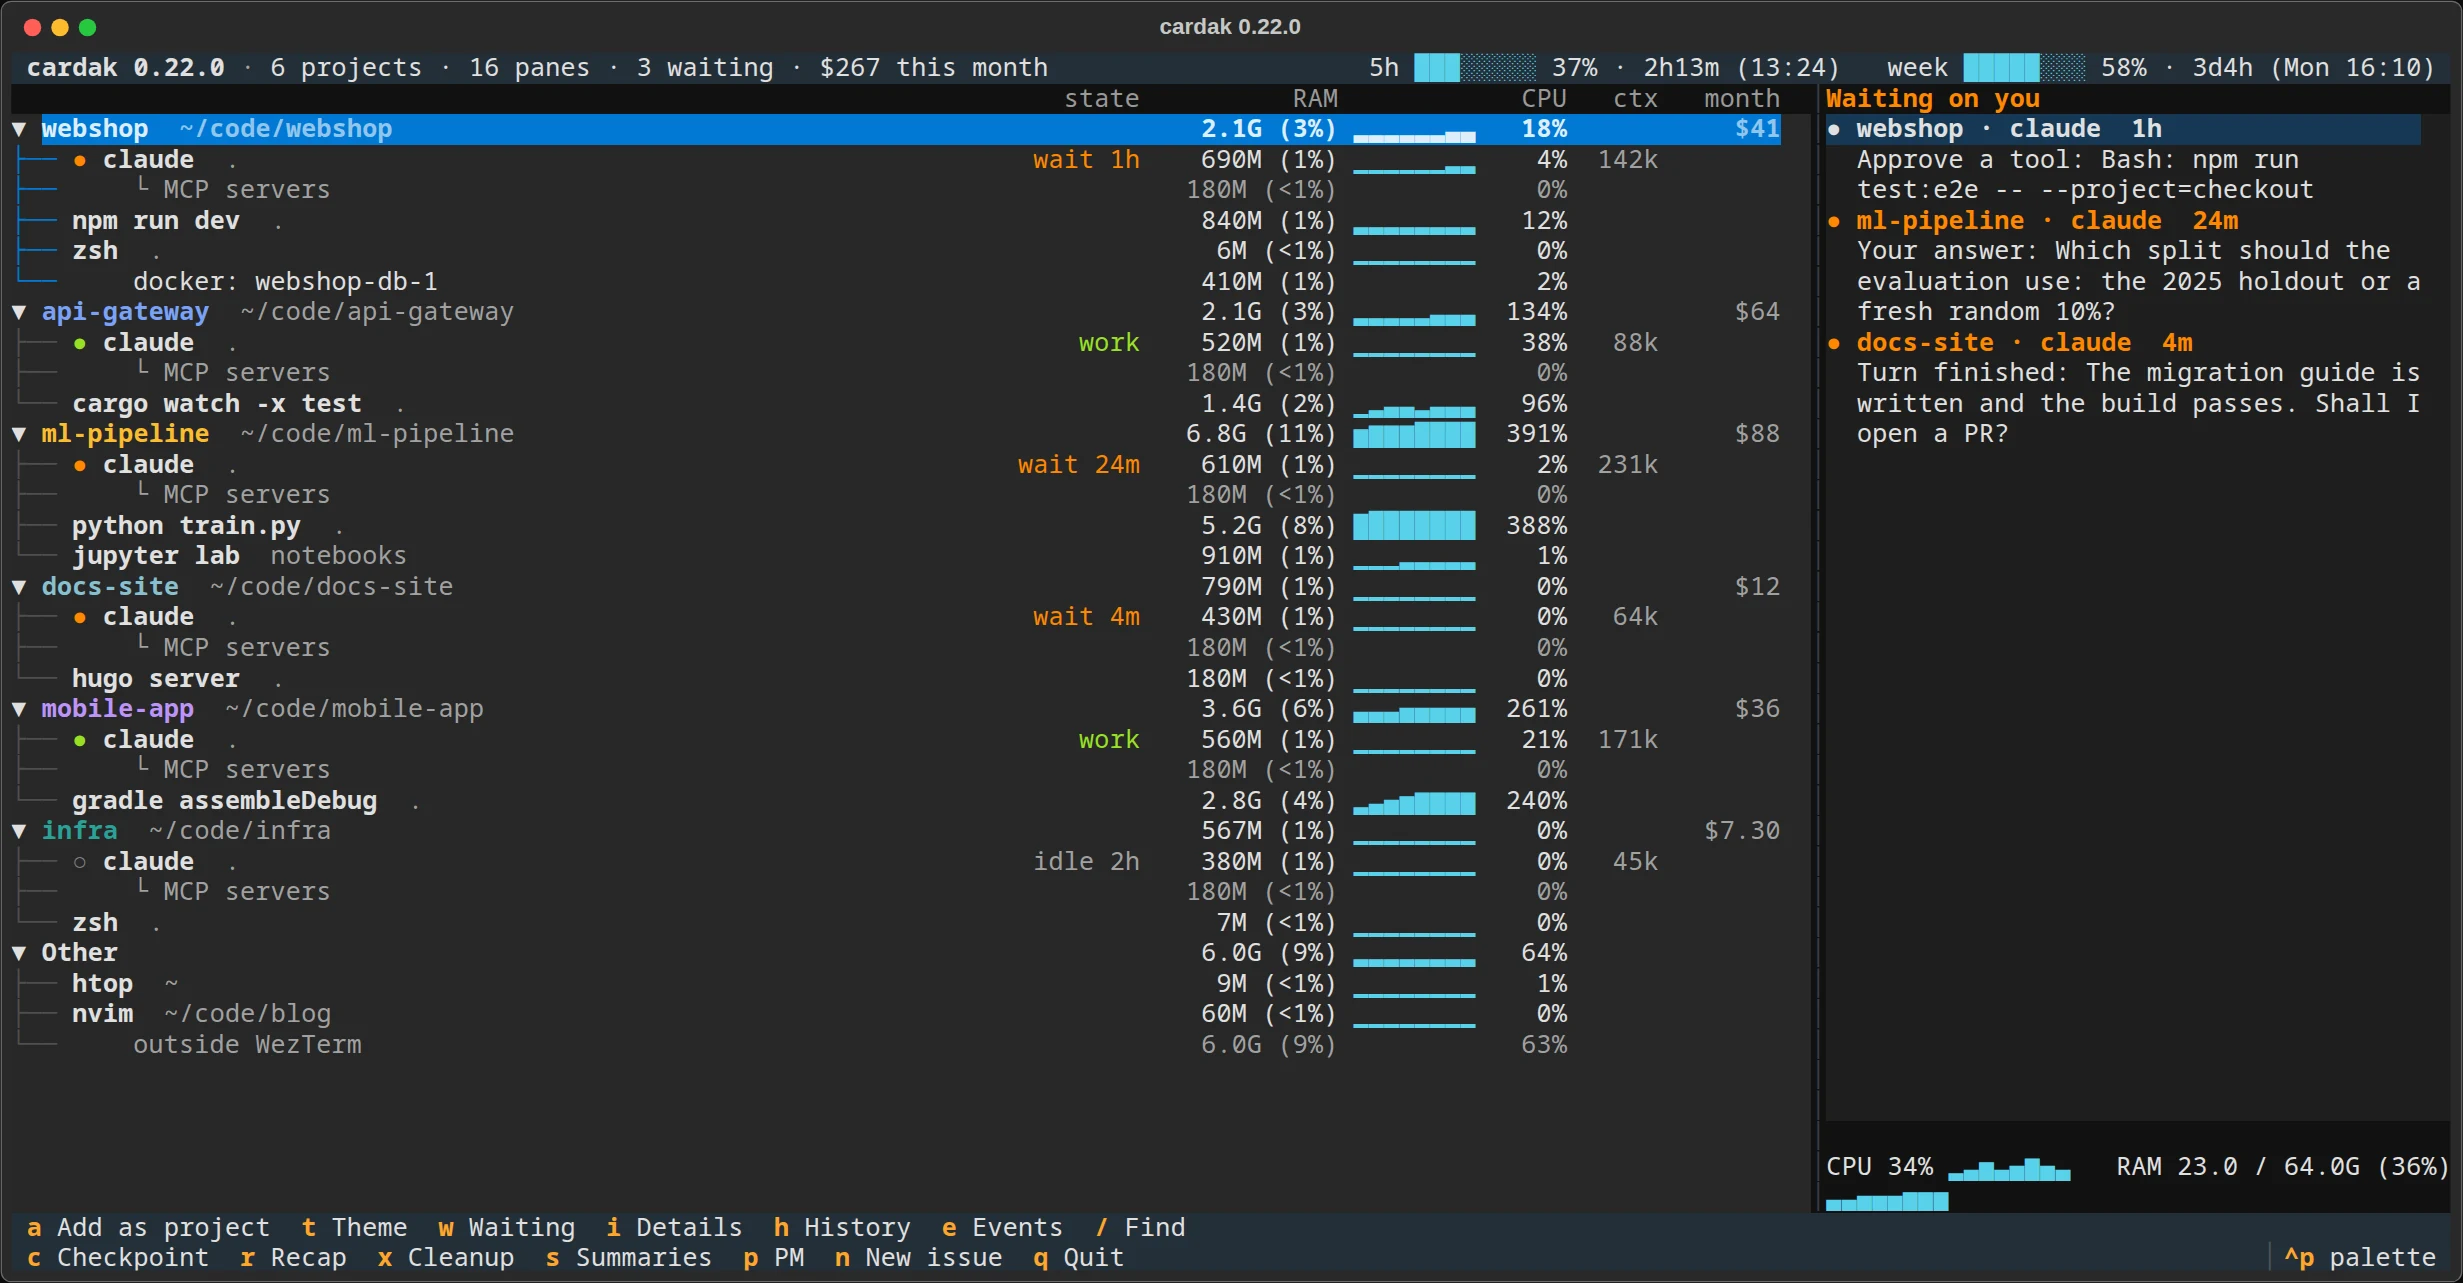 cardak 0.22.0
cardak 0.22.0 · 6 projects · 16 panes · 3 waiting · $267 this month 5h 37% · 2h13m (13:24) week 58% · 3d4h (Mon 16:10)
state RAM CPU ctx month
▼ webshop ~/code/webshop 2.1G (3%) 18% $41
● claude . wait 1h 690M (1%) 4% 142k
└ MCP servers 180M (<1%) 0%
npm run dev . 840M (1%) 12%
zsh . 6M (<1%) 0%
docker: webshop-db-1 410M (1%) 2%
▼ api-gateway ~/code/api-gateway 2.1G (3%) 134% $64
● claude . work 520M (1%) 38% 88k
└ MCP servers 180M (<1%) 0%
cargo watch -x test . 1.4G (2%) 96%
▼ ml-pipeline ~/code/ml-pipeline 6.8G (11%) 391% $88
● claude . wait 24m 610M (1%) 2% 231k
└ MCP servers 180M (<1%) 0%
python train.py . 5.2G (8%) 388%
jupyter lab notebooks 910M (1%) 1%
▼ docs-site ~/code/docs-site 790M (1%) 0% $12
● claude . wait 4m 430M (1%) 0% 64k
└ MCP servers 180M (<1%) 0%
hugo server . 180M (<1%) 0%
▼ mobile-app ~/code/mobile-app 3.6G (6%) 261% $36
● claude . work 560M (1%) 21% 171k
└ MCP servers 180M (<1%) 0%
gradle assembleDebug . 2.8G (4%) 240%
▼ infra ~/code/infra 567M (1%) 0% $7.30
○ claude . idle 2h 380M (1%) 0% 45k
└ MCP servers 180M (<1%) 0%
zsh . 7M (<1%) 0%
▼ Other 6.0G (9%) 64%
htop ~ 9M (<1%) 1%
nvim ~/code/blog 60M (<1%) 0%
outside WezTerm 6.0G (9%) 63%
Waiting on you
● webshop · claude 1h
Approve a tool: Bash: npm run
test:e2e -- --project=checkout
● ml-pipeline · claude 24m
Your answer: Which split should the
evaluation use: the 2025 holdout or a
fresh random 10%?
● docs-site · claude 4m
Turn finished: The migration guide is
written and the build passes. Shall I
open a PR?
CPU 34% RAM 23.0 / 64.0G (36%)
a Add as project t Theme w Waiting i Details h History e Events / Find
c Checkpoint r Recap x Cleanup s Summaries p PM n New issue q Quit ^p palette